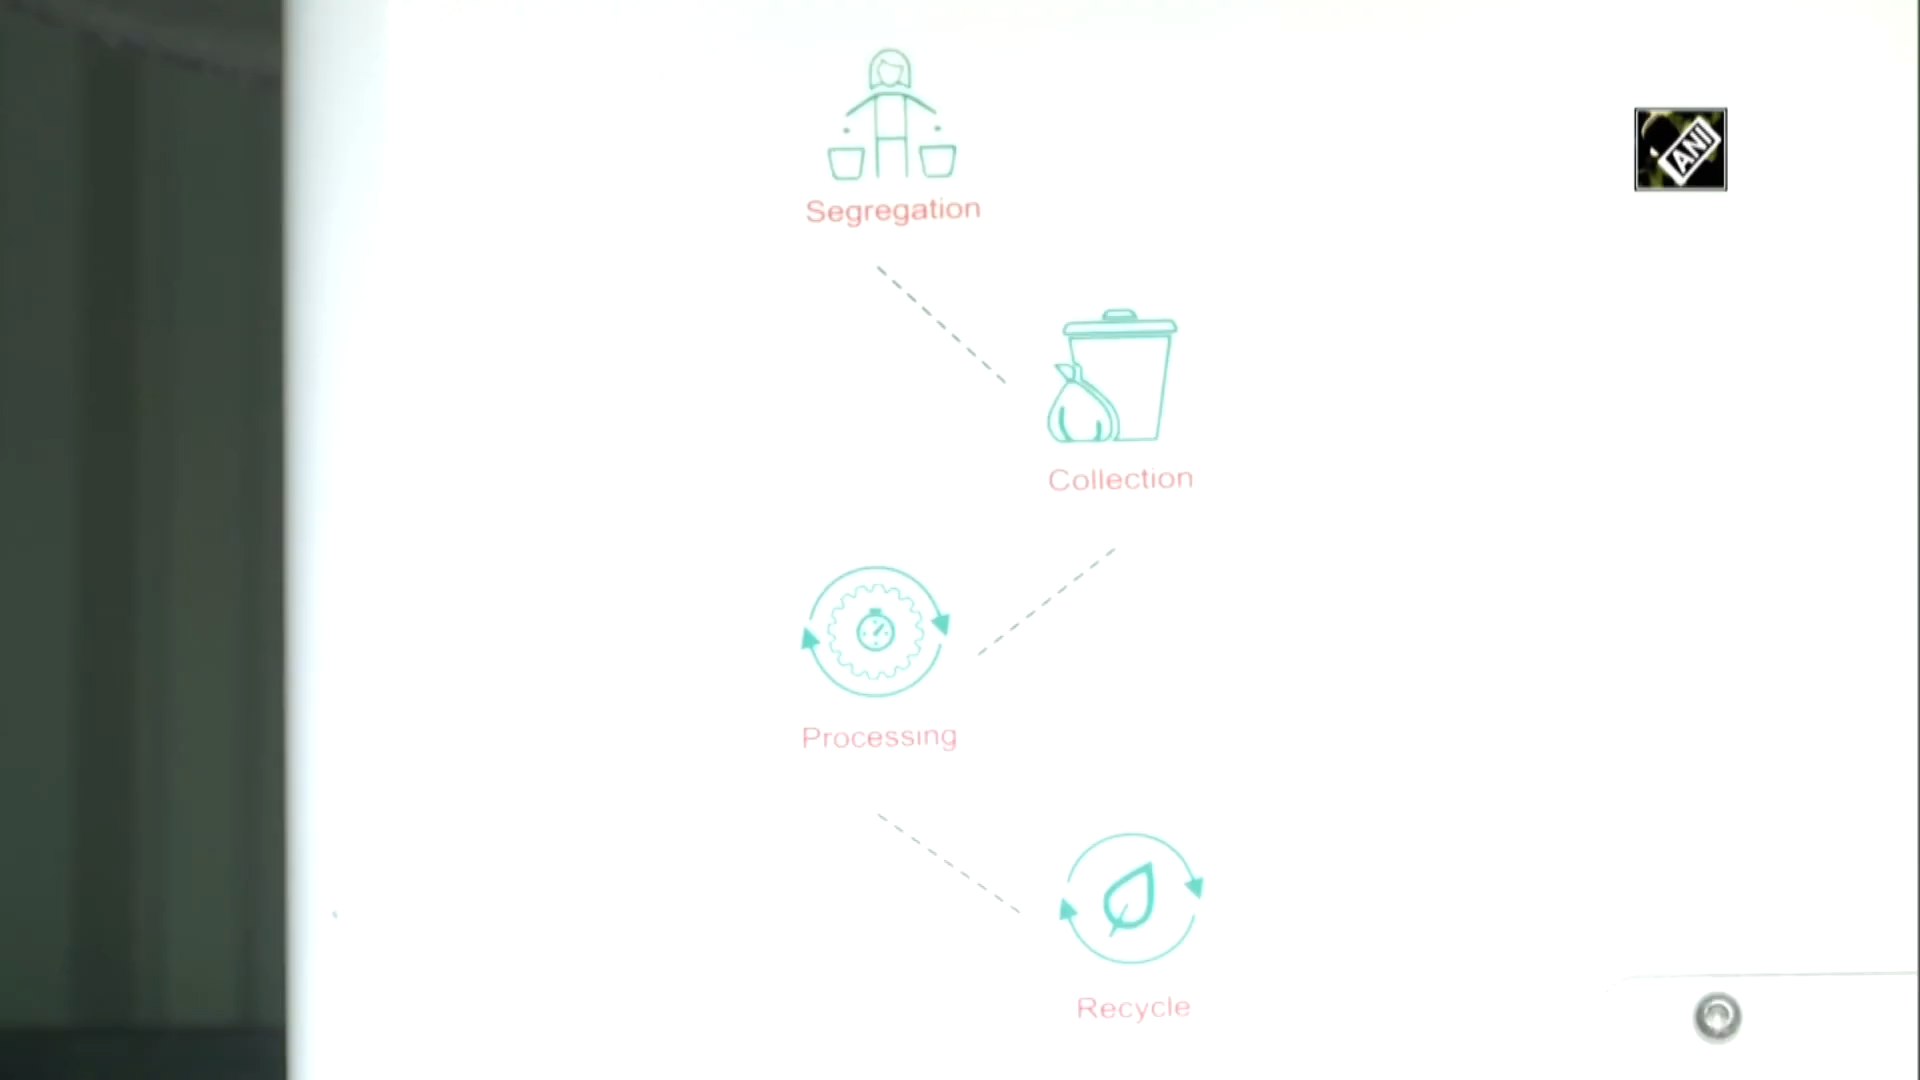 ANI
Segregation
Collection
Processing
Recycle